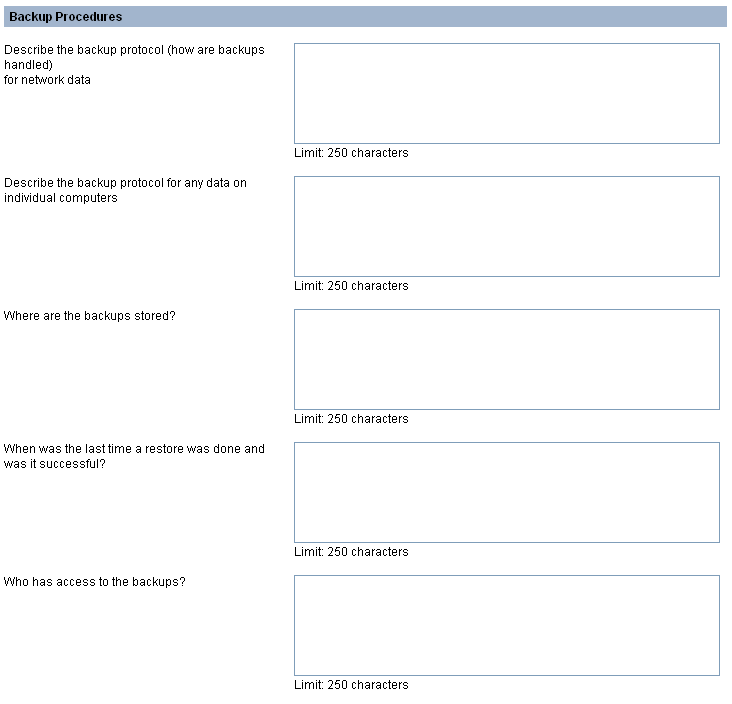 Backup Procedures
Describe the backup protocol (how are backups
handled)
for network data
Limit: 250 characters
Describe the backup protocol for any data on
individual computers
Limit: 250 characters
Where are the backups stored?
Limit: 250 characters
When was the last time a restore was done and
was it successful?
Limit: 250 characters
Who has access to the backups?
Limit: 250 characters